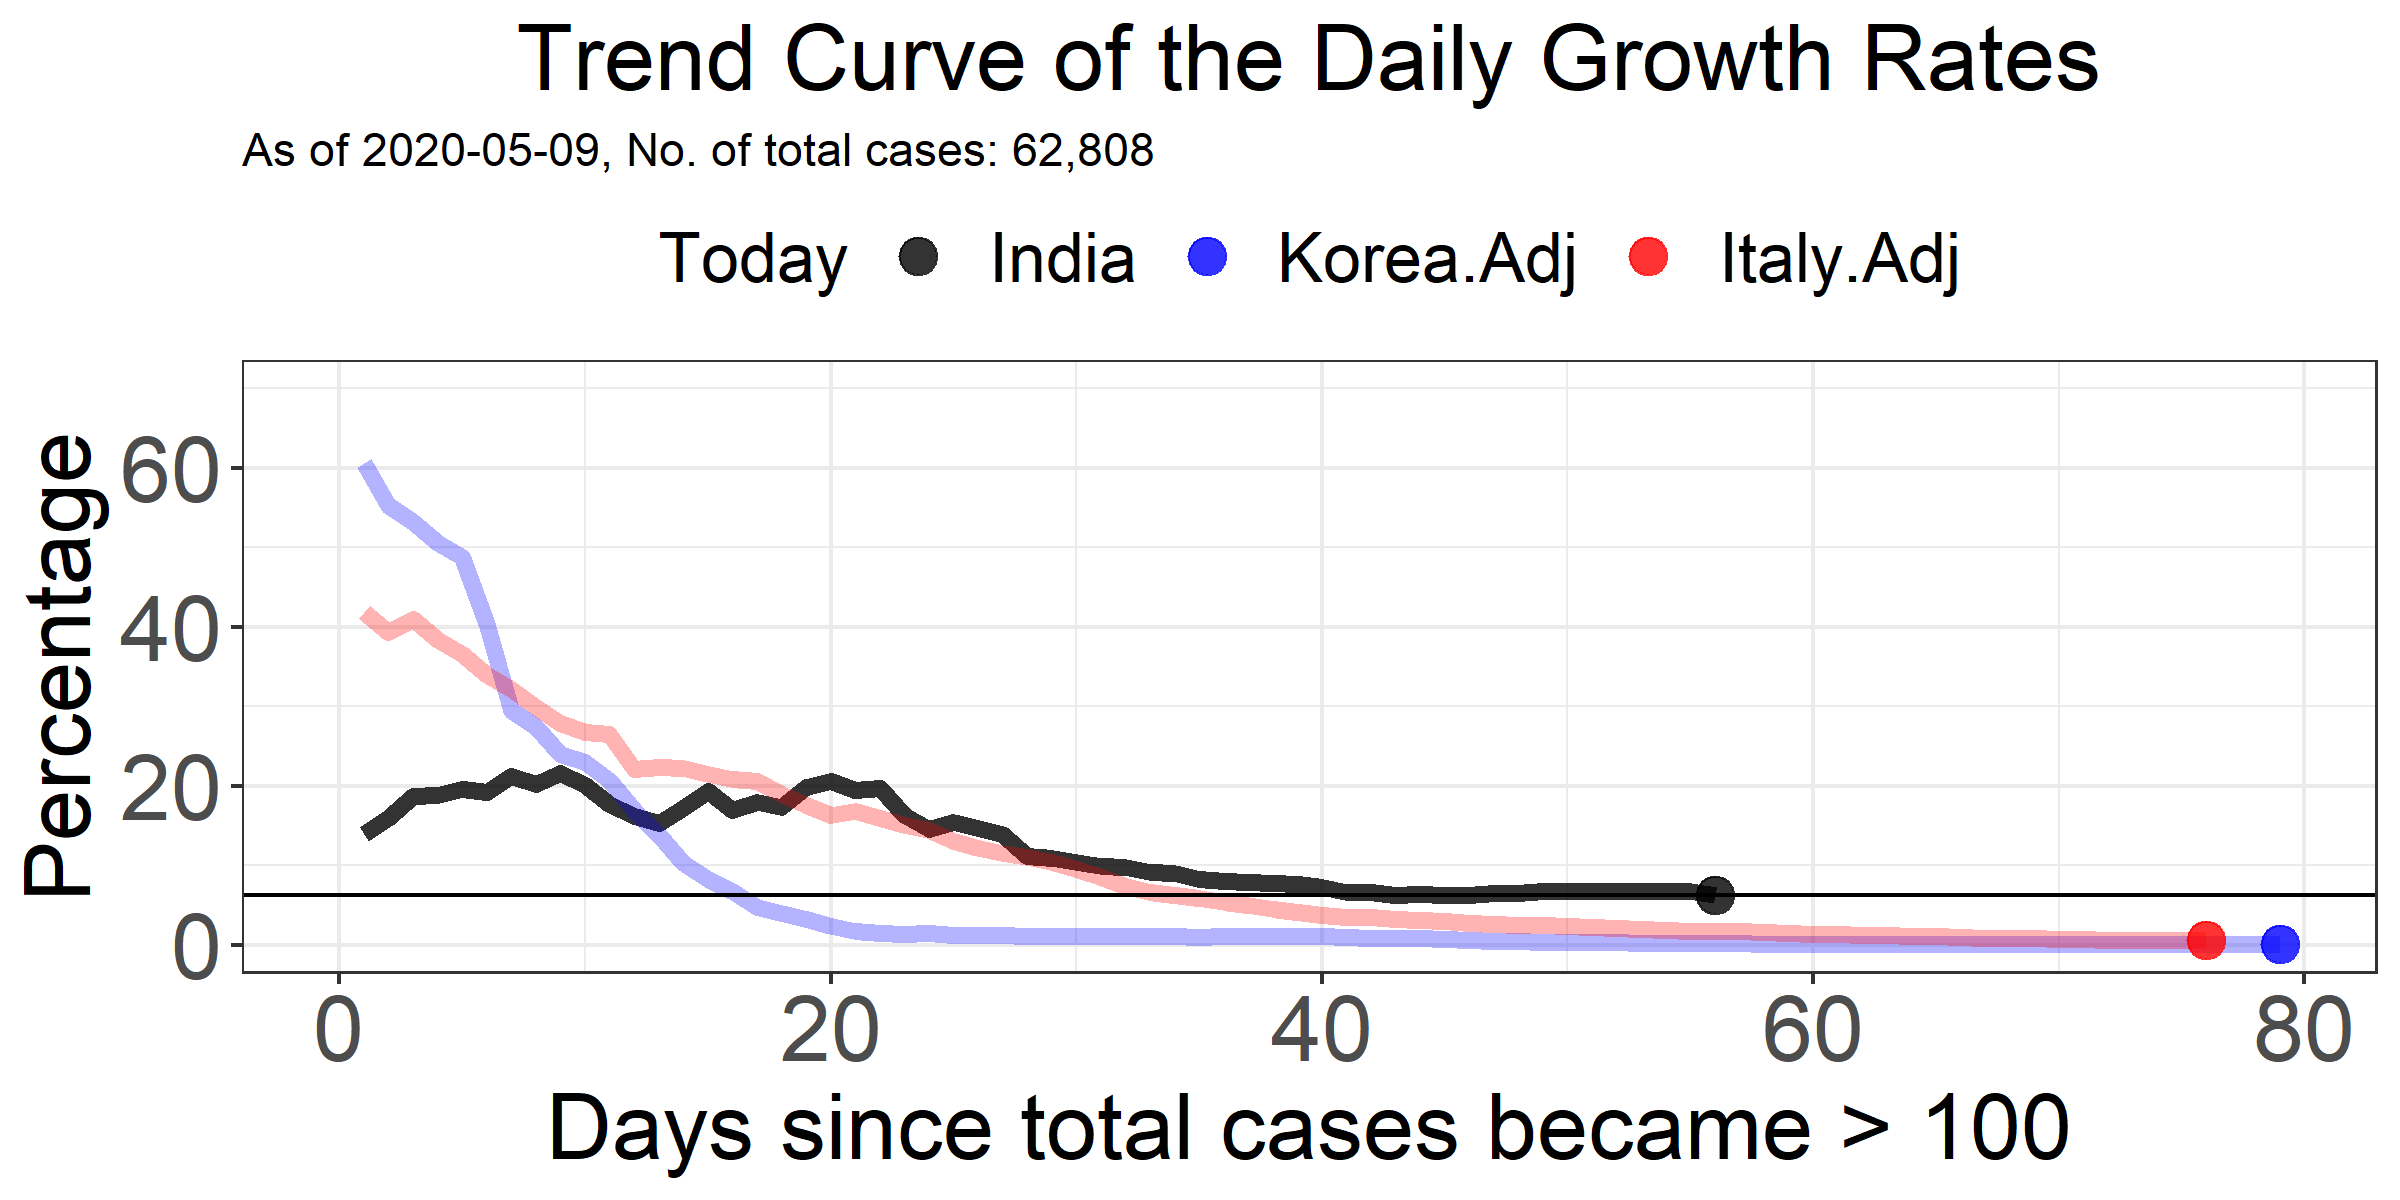 Trend Curve of the Daily Growth Rates
As of 2020-05-09, No. of total cases: 62,808
Today India Korea.Adj Italy.Adj
Percentage
60
40
20
0
0 20 40 60 80
Days since total cases became > 100